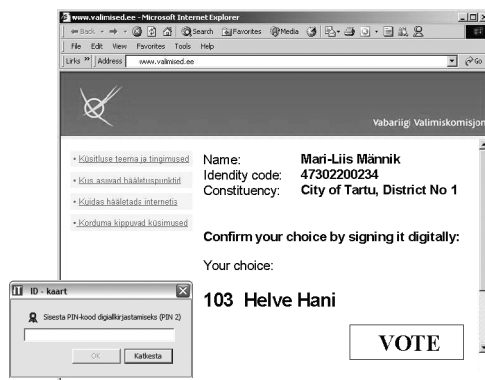 www.valimised.ee - Microsoft Internet Explorer
Back Search Favorites Media
File Edit View Favorites Tools Help
Links » Address www.valimised.ee Go
Vabariigi Valimiskomisjon
• Küsitluse teema ja tingimused
• Kus asuvad hääletuspunktid
• Kuidas hääletada internetis
• Korduma kippuvad küsimused
Name: Mari-Liis Männik
Idendity code: 47302200234
Constituency: City of Tartu, District No 1
Confirm your choice by signing it digitally:
Your choice:
103 Helve Hani
VOTE
ID - kaart
Sisesta PIN-kood digiallkirjastamiseks (PIN 2)
OK Katkesta